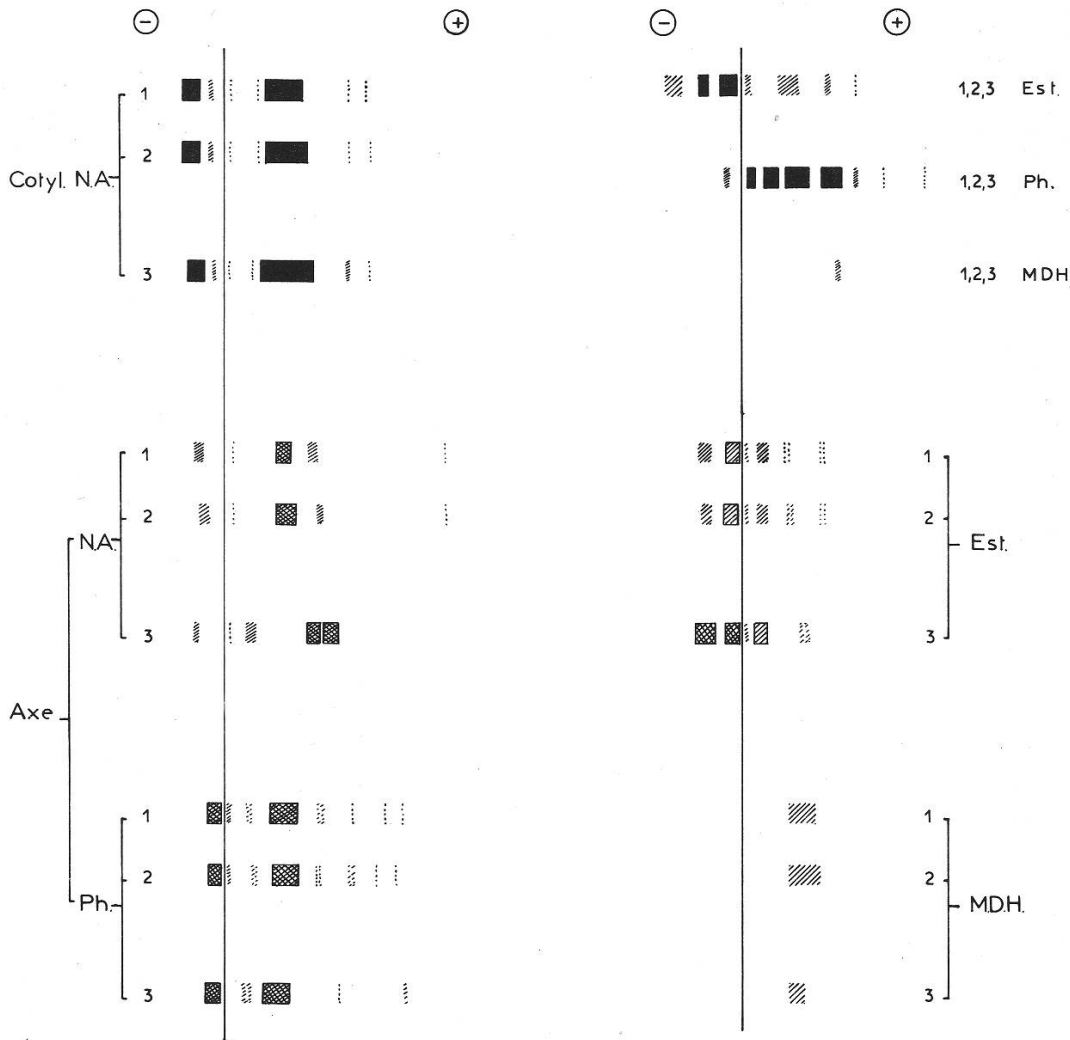 ⊖ ⊕ ⊖ ⊕
1 1,2,3 Est.
2
Cotyl. N.A. 1,2,3 Ph.
3 1,2,3 MDH
1 1
2 2
N.A. Est.
3 3
Axe
1 1
2 2
Ph. M.D.H.
3 3